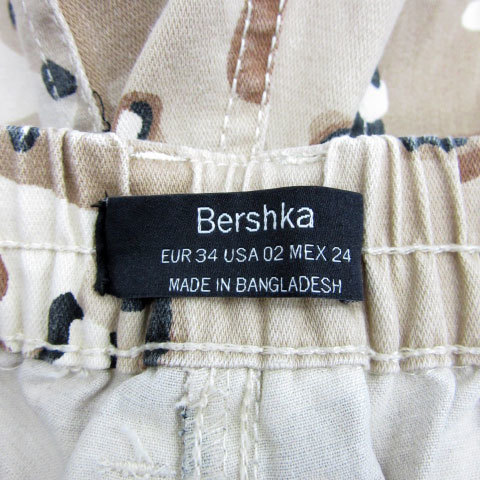 Bershka
EUR 34 USA 02 MEX 24
MADE IN BANGLADESH